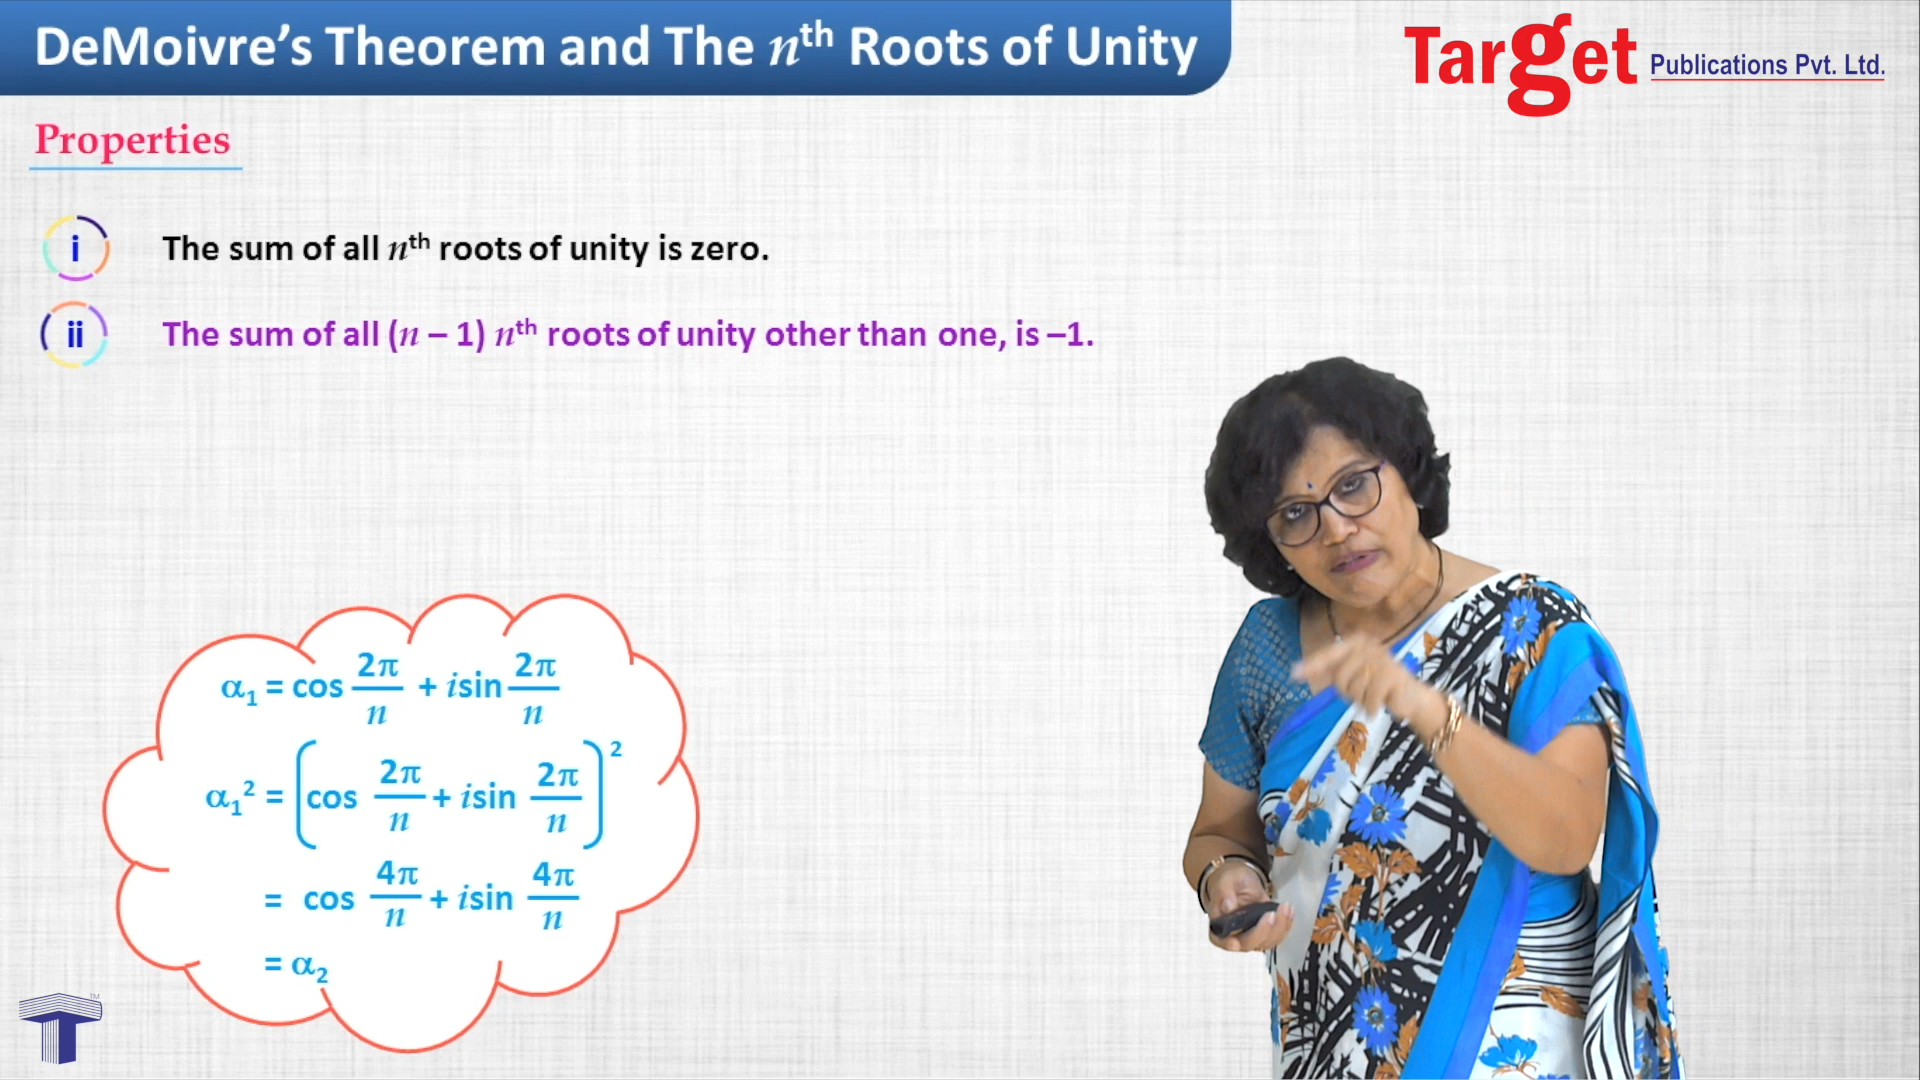 DeMoivre's Theorem and The nᵗʰ Roots of Unity
Target Publications Pvt. Ltd.
Properties
i The sum of all nᵗʰ roots of unity is zero.
ii The sum of all (n – 1) nᵗʰ roots of unity other than one, is –1.
α₁ = cos 2π/n + isin 2π/n
α₁² = (cos 2π/n + isin 2π/n)²
= cos 4π/n + isin 4π/n
= α₂
T
TM